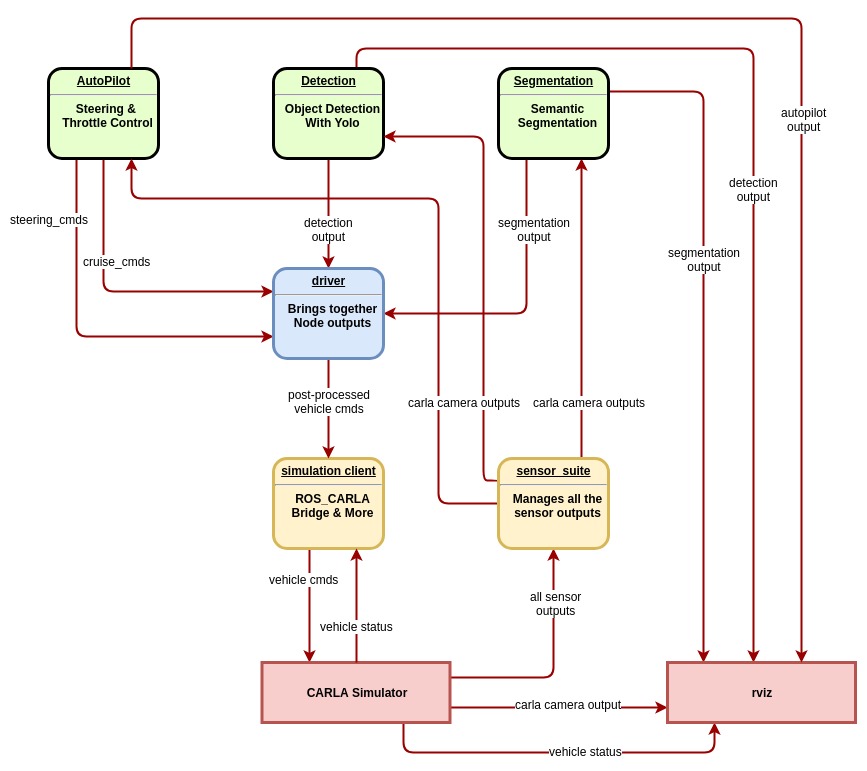 AutoPilot
Steering &
Throttle Control
Detection
Object Detection
With Yolo
Segmentation
Semantic
Segmentation
autopilot
output
detection
output
steering_cmds
detection
output
segmentation
output
segmentation
output
cruise_cmds
driver
Brings together
Node outputs
post-processed
vehicle cmds
carla camera outputs
carla camera outputs
simulation client
ROS_CARLA
Bridge & More
sensor_suite
Manages all the
sensor outputs
vehicle cmds
all sensor
outputs
vehicle status
CARLA Simulator
carla camera output
rviz
vehicle status